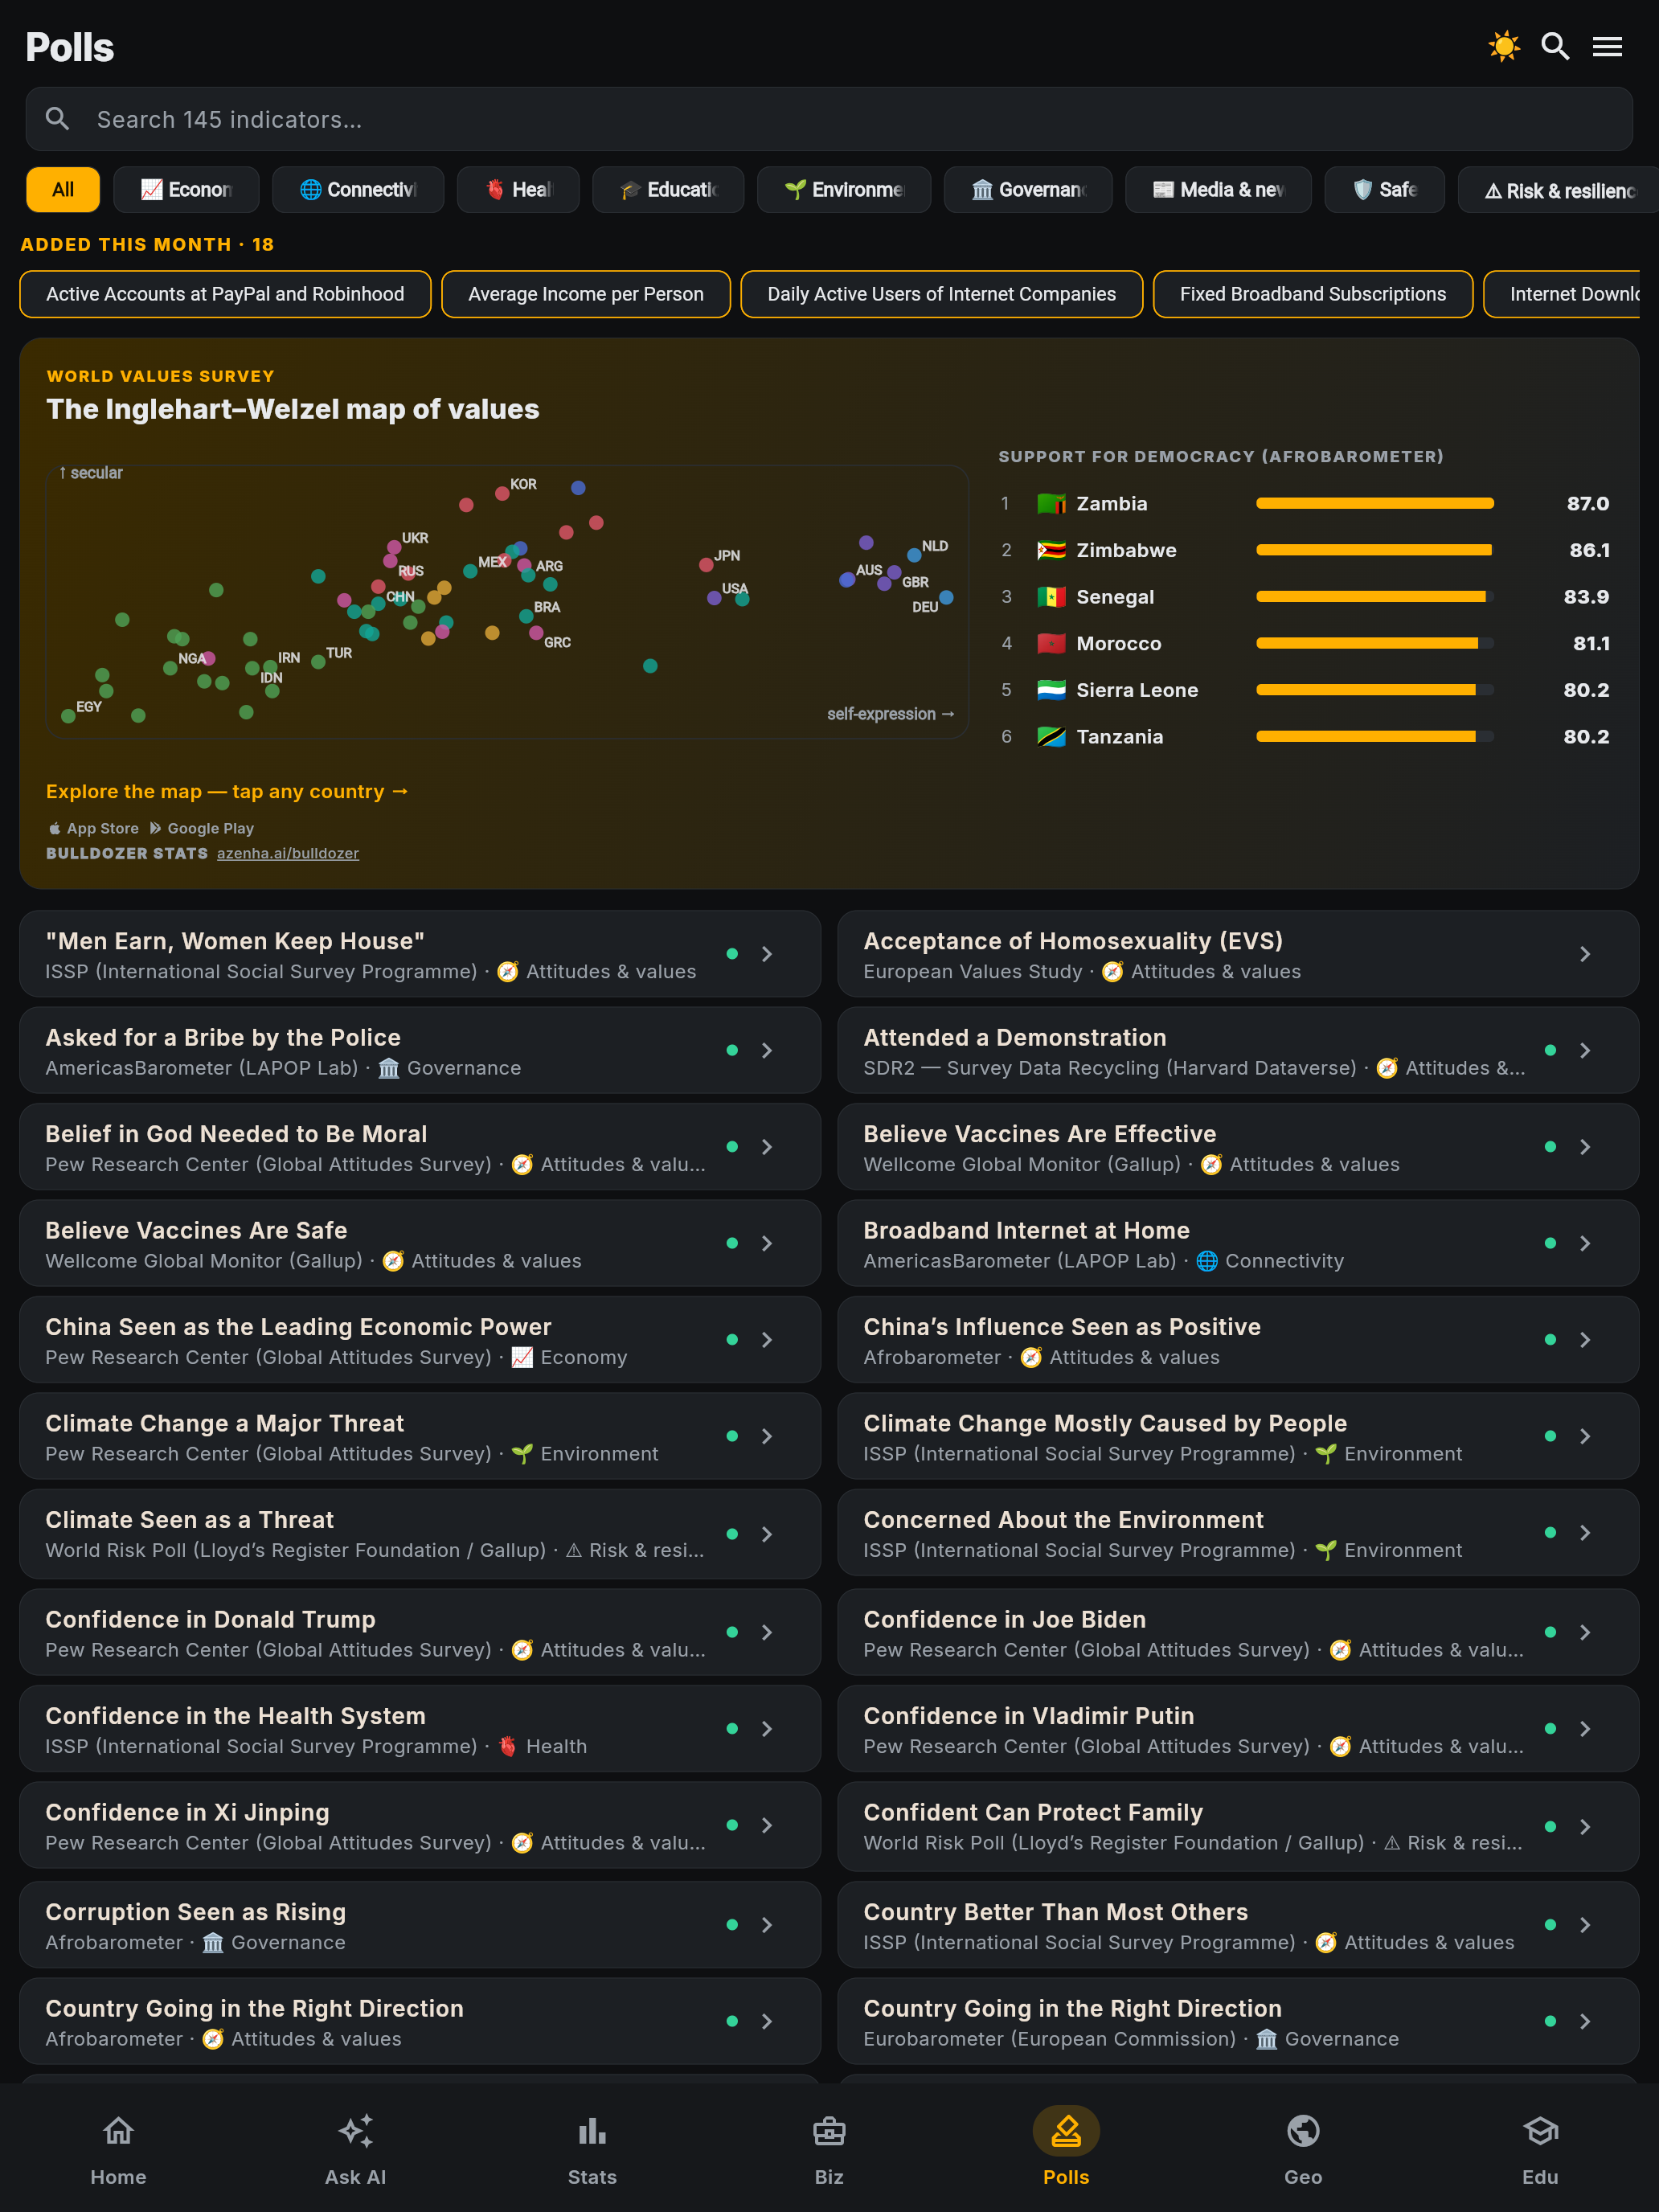 Polls
Search 145 indicators...
All
📈 Econom
🌐 Connectivi
🫀 Heal
🎓 Educatio
🌱 Environmen
🏛️ Governanc
📰 Media & new
🛡️ Safe
⚠ Risk & resilienc
ADDED THIS MONTH · 18
Active Accounts at PayPal and Robinhood
Average Income per Person
Daily Active Users of Internet Companies
Fixed Broadband Subscriptions
Internet Downlo
WORLD VALUES SURVEY
The Inglehart–Welzel map of values
↑ secular
KOR
UKR
RUS
MEX
ARG
CHN
BRA
GRC
JPN
USA
AUS
NLD
GBR
DEU
NGA
IRN
TUR
IDN
EGY
self-expression →
SUPPORT FOR DEMOCRACY (AFROBAROMETER)
1 Zambia 87.0
2 Zimbabwe 86.1
3 Senegal 83.9
4 Morocco 81.1
5 Sierra Leone 80.2
6 Tanzania 80.2
Explore the map — tap any country →
App Store Google Play
BULLDOZER STATS azenha.ai/bulldozer
"Men Earn, Women Keep House"
ISSP (International Social Survey Programme) · 🧭 Attitudes & values
Acceptance of Homosexuality (EVS)
European Values Study · 🧭 Attitudes & values
Asked for a Bribe by the Police
AmericasBarometer (LAPOP Lab) · 🏛️ Governance
Attended a Demonstration
SDR2 — Survey Data Recycling (Harvard Dataverse) · 🧭 Attitudes &...
Belief in God Needed to Be Moral
Pew Research Center (Global Attitudes Survey) · 🧭 Attitudes & valu...
Believe Vaccines Are Effective
Wellcome Global Monitor (Gallup) · 🧭 Attitudes & values
Believe Vaccines Are Safe
Wellcome Global Monitor (Gallup) · 🧭 Attitudes & values
Broadband Internet at Home
AmericasBarometer (LAPOP Lab) · 🌐 Connectivity
China Seen as the Leading Economic Power
Pew Research Center (Global Attitudes Survey) · 📈 Economy
China’s Influence Seen as Positive
Afrobarometer · 🧭 Attitudes & values
Climate Change a Major Threat
Pew Research Center (Global Attitudes Survey) · 🌱 Environment
Climate Change Mostly Caused by People
ISSP (International Social Survey Programme) · 🌱 Environment
Climate Seen as a Threat
World Risk Poll (Lloyd’s Register Foundation / Gallup) · ⚠ Risk & resi...
Concerned About the Environment
ISSP (International Social Survey Programme) · 🌱 Environment
Confidence in Donald Trump
Pew Research Center (Global Attitudes Survey) · 🧭 Attitudes & valu...
Confidence in Joe Biden
Pew Research Center (Global Attitudes Survey) · 🧭 Attitudes & valu...
Confidence in the Health System
ISSP (International Social Survey Programme) · 🫀 Health
Confidence in Vladimir Putin
Pew Research Center (Global Attitudes Survey) · 🧭 Attitudes & valu...
Confidence in Xi Jinping
Pew Research Center (Global Attitudes Survey) · 🧭 Attitudes & valu...
Confident Can Protect Family
World Risk Poll (Lloyd’s Register Foundation / Gallup) · ⚠ Risk & resi...
Corruption Seen as Rising
Afrobarometer · 🏛️ Governance
Country Better Than Most Others
ISSP (International Social Survey Programme) · 🧭 Attitudes & values
Country Going in the Right Direction
Afrobarometer · 🧭 Attitudes & values
Country Going in the Right Direction
Eurobarometer (European Commission) · 🏛️ Governance
Home
Ask AI
Stats
Biz
Polls
Geo
Edu